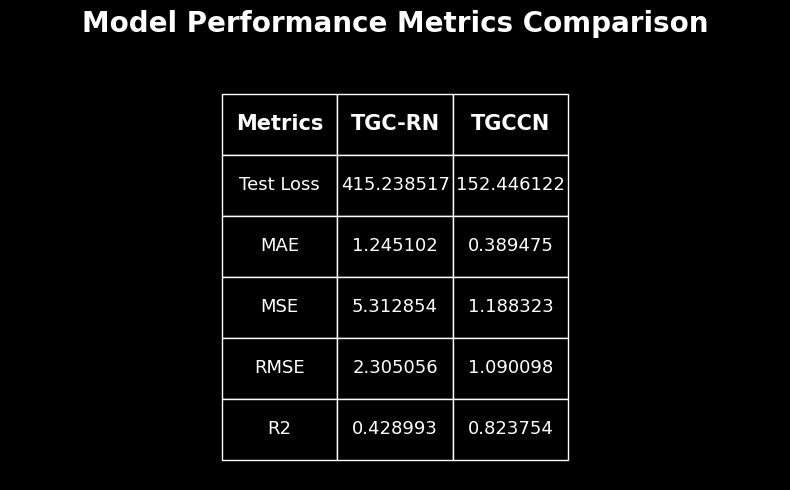 Model Performance Metrics Comparison
Metrics TGC-RN TGCCN
Test Loss 415.238517 152.446122
MAE 1.245102 0.389475
MSE 5.312854 1.188323
RMSE 2.305056 1.090098
R2 0.428993 0.823754